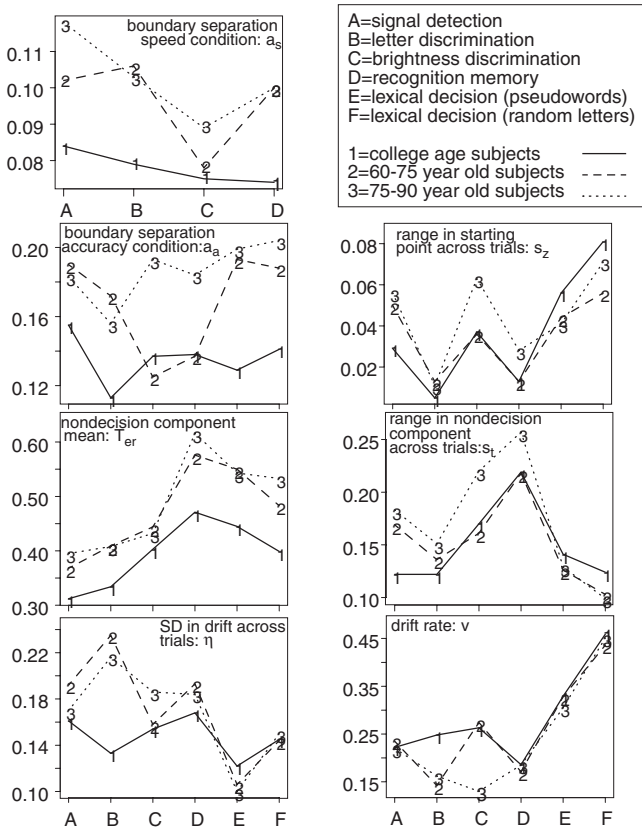 boundary separation
speed condition: as
0.11
0.10
0.09
0.08
A B C D
A=signal detection
B=letter discrimination
C=brightness discrimination
D=recognition memory
E=lexical decision (pseudowords)
F=lexical decision (random letters)
1=college age subjects
2=60-75 year old subjects
3=75-90 year old subjects
boundary separation
accuracy condition:aa
0.20
0.16
0.12
range in starting
point across trials: sz
0.08
0.06
0.04
0.02
nondecision component
mean: Ter
0.60
0.50
0.40
0.30
range in nondecision
component
across trials:st
0.25
0.20
0.15
0.10
SD in drift across
trials: η
0.22
0.18
0.14
0.10
A B C D E F
drift rate: v
0.45
0.35
0.25
0.15
A B C D E F